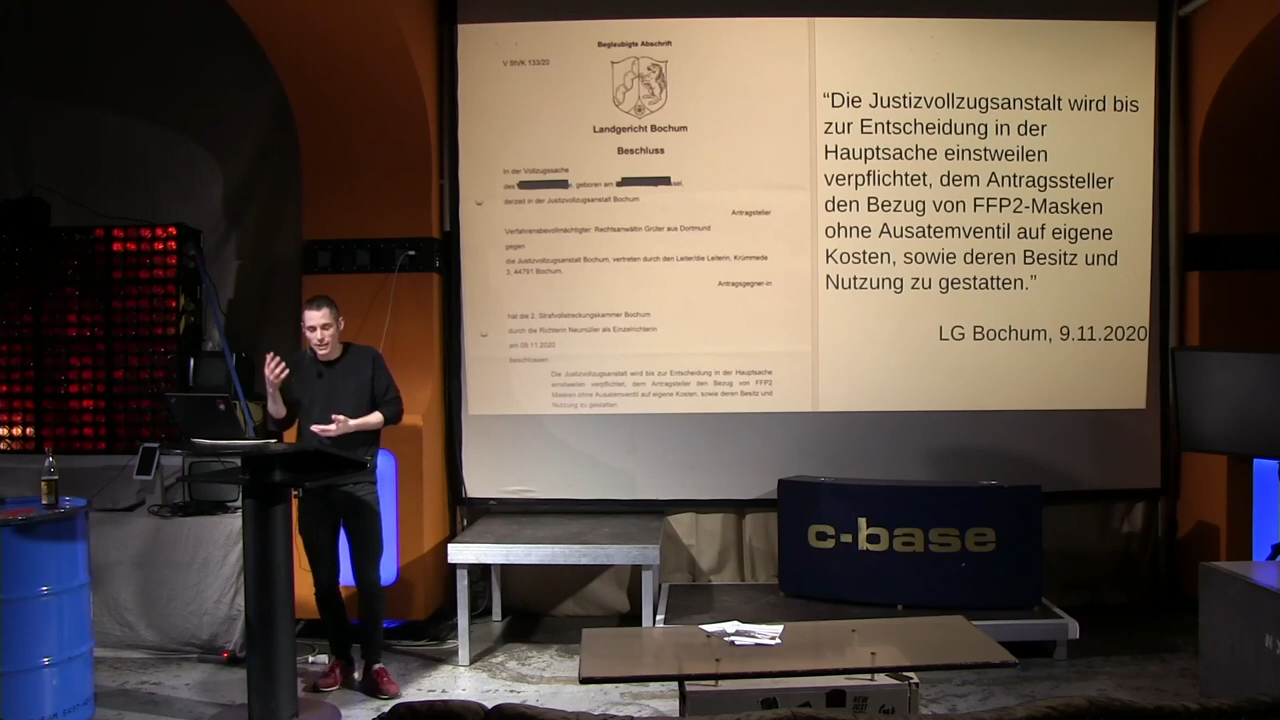 Beglaubigte Abschrift
V StVK 133/20
Landgericht Bochum
Beschluss
In der Vollzugssache
des e, geboren am sel,
derzeit in der Justizvollzugsanstalt Bochum
Antragsteller
Verfahrensbevollmächtigter: Rechtsanwältin Grüter aus Dortmund
gegen
die Justizvollzugsanstalt Bochum, vertreten durch den Leiter/die Leiterin, Krümmede
3, 44791 Bochum,
Antragsgegner-in
hat die 2. Strafvollstreckungskammer Bochum
durch die Richterin Neumüller als Einzelrichterin
am 09.11.2020
beschlossen:
Die Justizvollzugsanstalt wird bis zur Entscheidung in der Hauptsache
einstweilen verpflichtet, dem Antragsteller den Bezug von FFP2
Masken ohne Ausatemventil auf eigene Kosten, sowie deren Besitz und
Nutzung zu gestatten.
“Die Justizvollzugsanstalt wird bis
zur Entscheidung in der
Hauptsache einstweilen
verpflichtet, dem Antragssteller
den Bezug von FFP2-Masken
ohne Ausatemventil auf eigene
Kosten, sowie deren Besitz und
Nutzung zu gestatten.”
LG Bochum, 9.11.2020
c-base